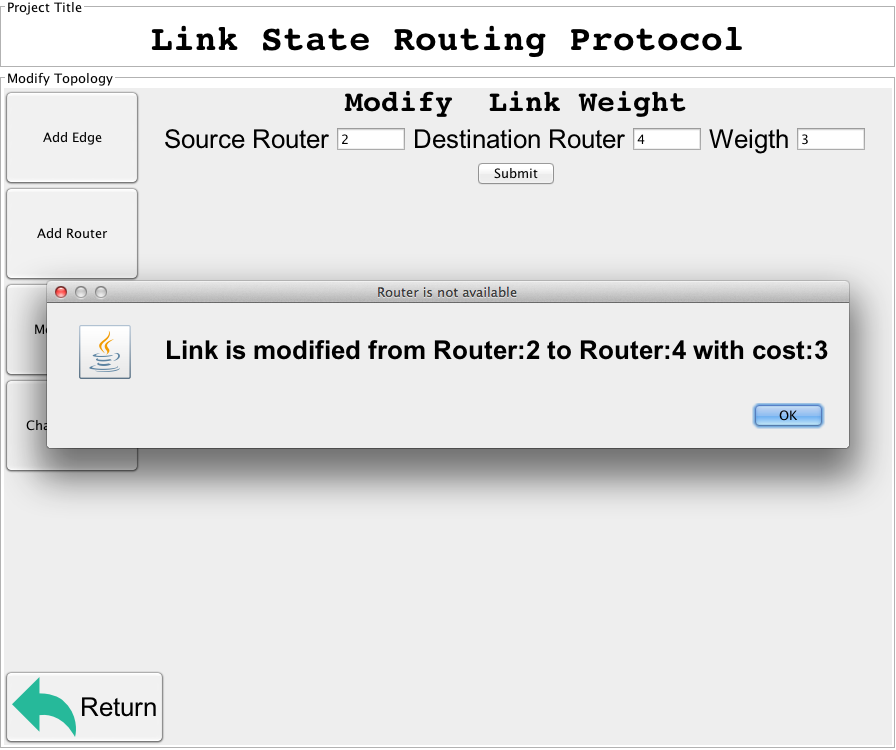 Project Title
Link State Routing Protocol
Modify Topology
Modify Link Weight
Source Router 2 Destination Router 4 Weigth 3
Submit
Add Edge
Add Router
Router is not available
Link is modified from Router:2 to Router:4 with cost:3
OK
Return